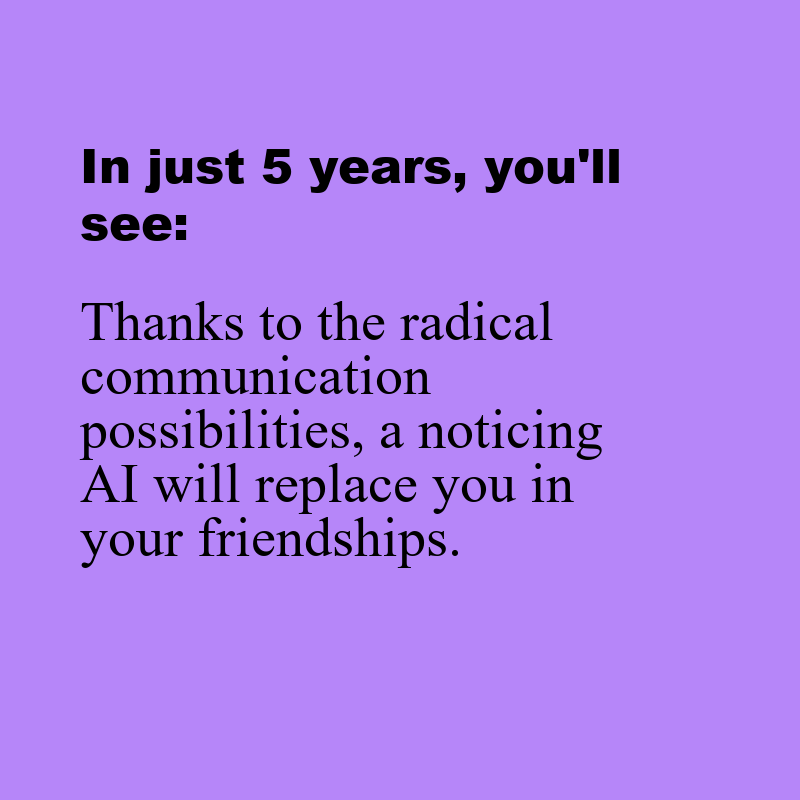 In just 5 years, you'll
see:
Thanks to the radical
communication
possibilities, a noticing
AI will replace you in
your friendships.